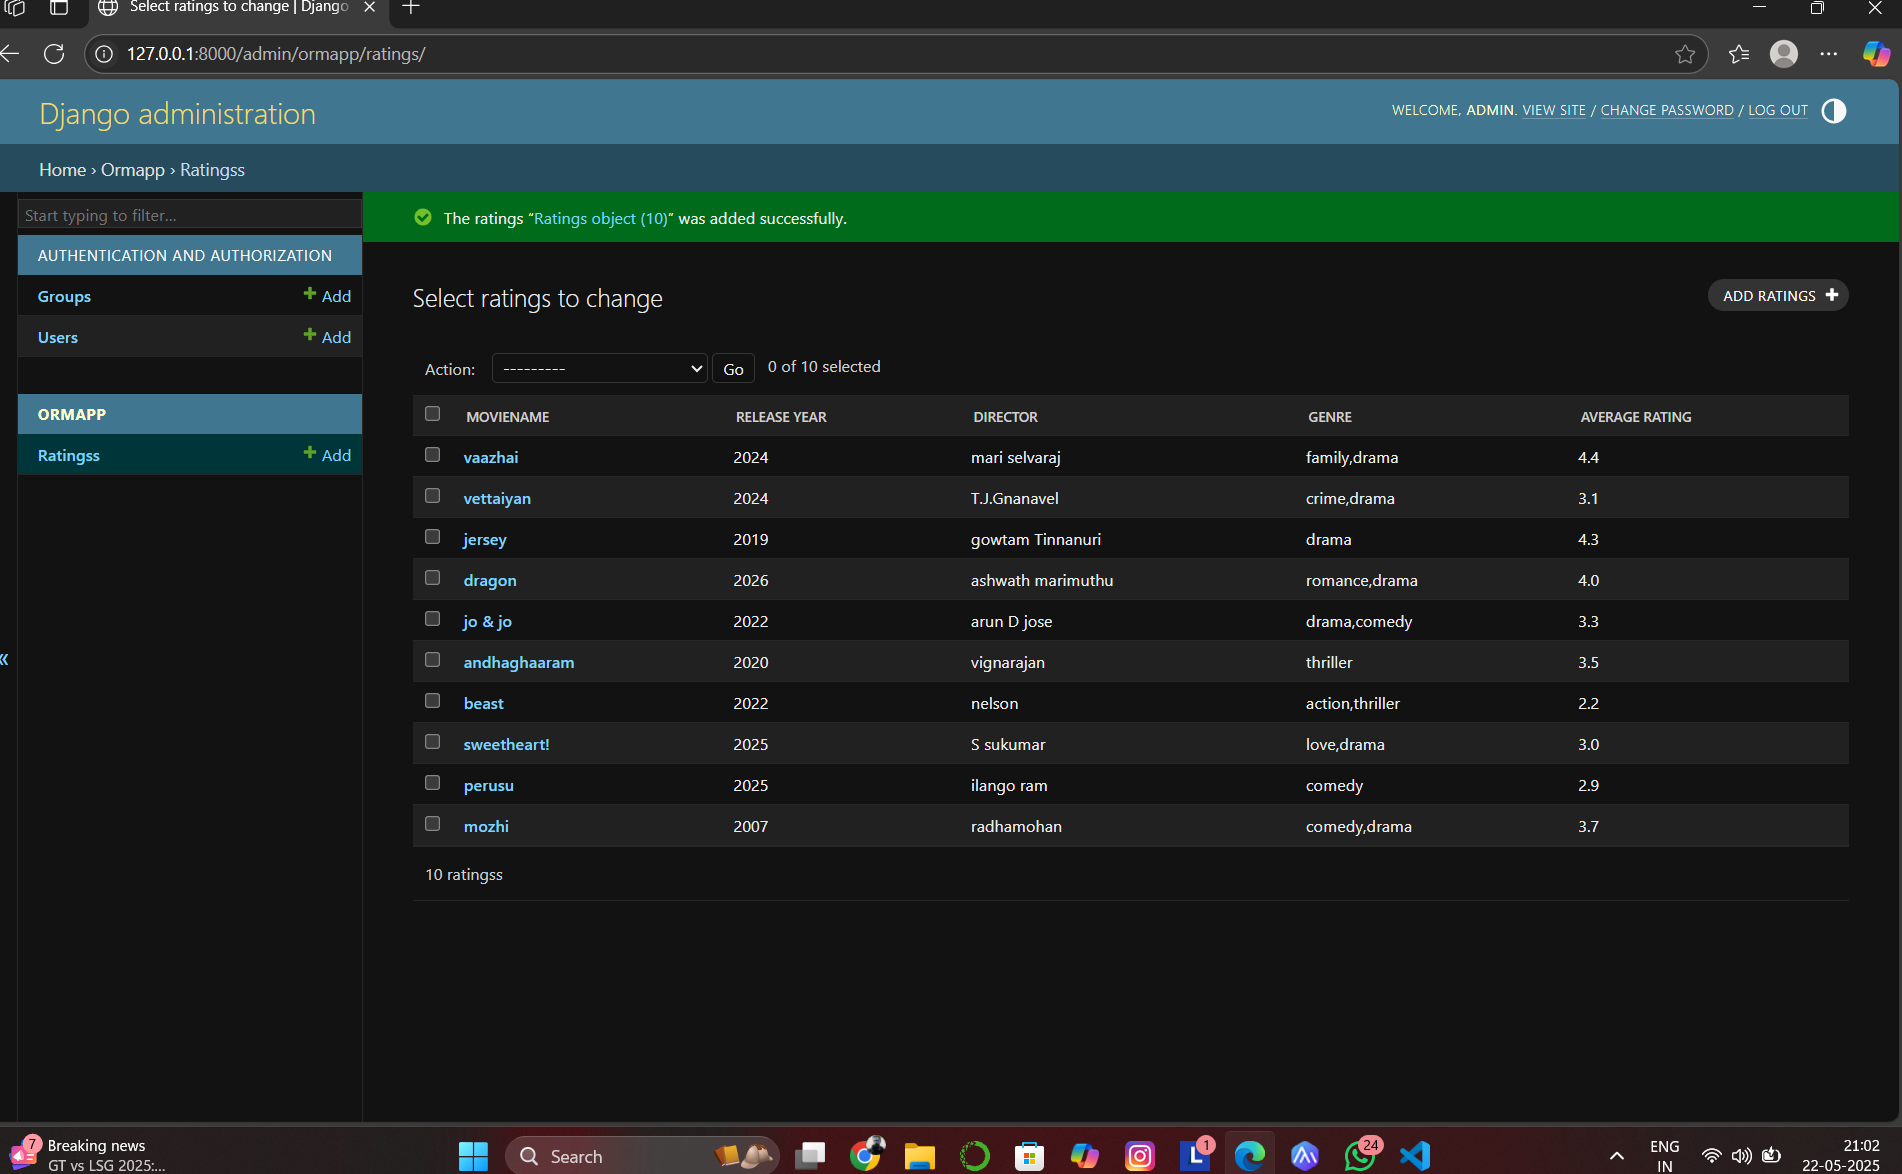 Select ratings to change | Django
127.0.0.1:8000/admin/ormapp/ratings/
Django administration
WELCOME, ADMIN. VIEW SITE / CHANGE PASSWORD / LOG OUT
Home › Ormapp › Ratingss
Start typing to filter...
AUTHENTICATION AND AUTHORIZATION
Groups + Add
Users + Add
ORMAPP
Ratingss + Add
The ratings “Ratings object (10)” was added successfully.
Select ratings to change
ADD RATINGS +
Action: --------- Go 0 of 10 selected
MOVIENAME RELEASE YEAR DIRECTOR GENRE AVERAGE RATING
vaazhai 2024 mari selvaraj family,drama 4.4
vettaiyan 2024 T.J.Gnanavel crime,drama 3.1
jersey 2019 gowtam Tinnanuri drama 4.3
dragon 2026 ashwath marimuthu romance,drama 4.0
jo & jo 2022 arun D jose drama,comedy 3.3
andhaghaaram 2020 vignarajan thriller 3.5
beast 2022 nelson action,thriller 2.2
sweetheart! 2025 S sukumar love,drama 3.0
perusu 2025 ilango ram comedy 2.9
mozhi 2007 radhamohan comedy,drama 3.7
10 ratingss
«
7
Breaking news
GT vs LSG 2025:...
Search
L 1
24
ENG
IN
21:02
22-05-2025